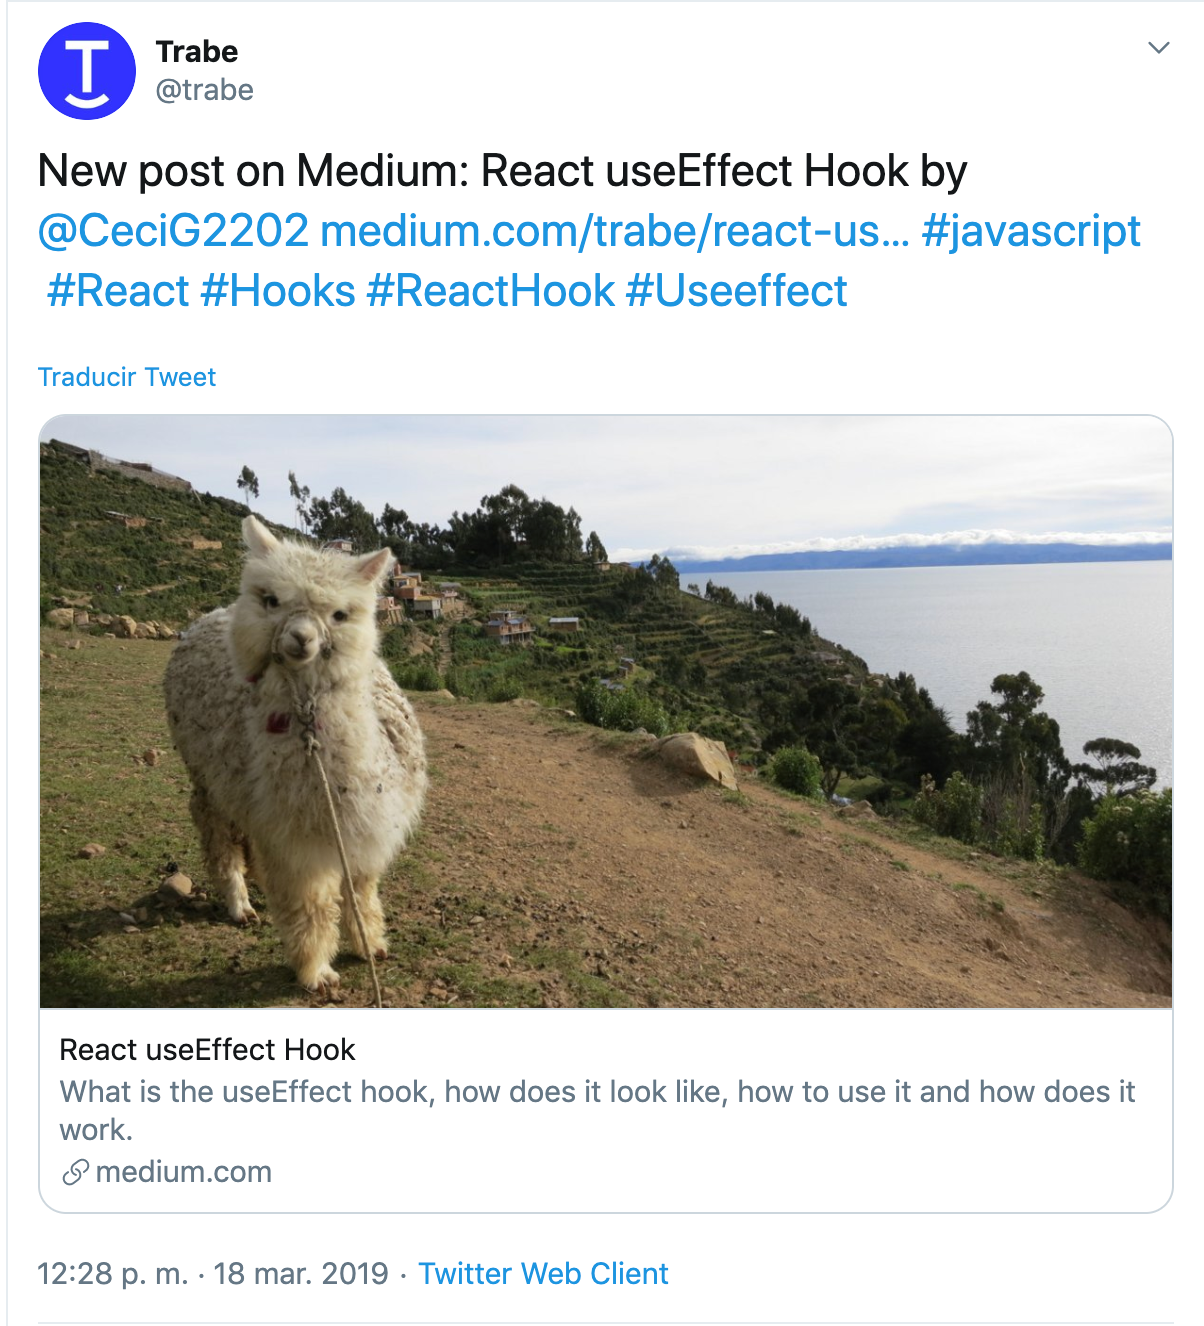 T
Trabe
@trabe
New post on Medium: React useEffect Hook by
@CeciG2202 medium.com/trabe/react-us... #javascript
#React #Hooks #ReactHook #Useeffect
Traducir Tweet
React useEffect Hook
What is the useEffect hook, how does it look like, how to use it and how does it
work.
medium.com
12:28 p. m. · 18 mar. 2019 · Twitter Web Client